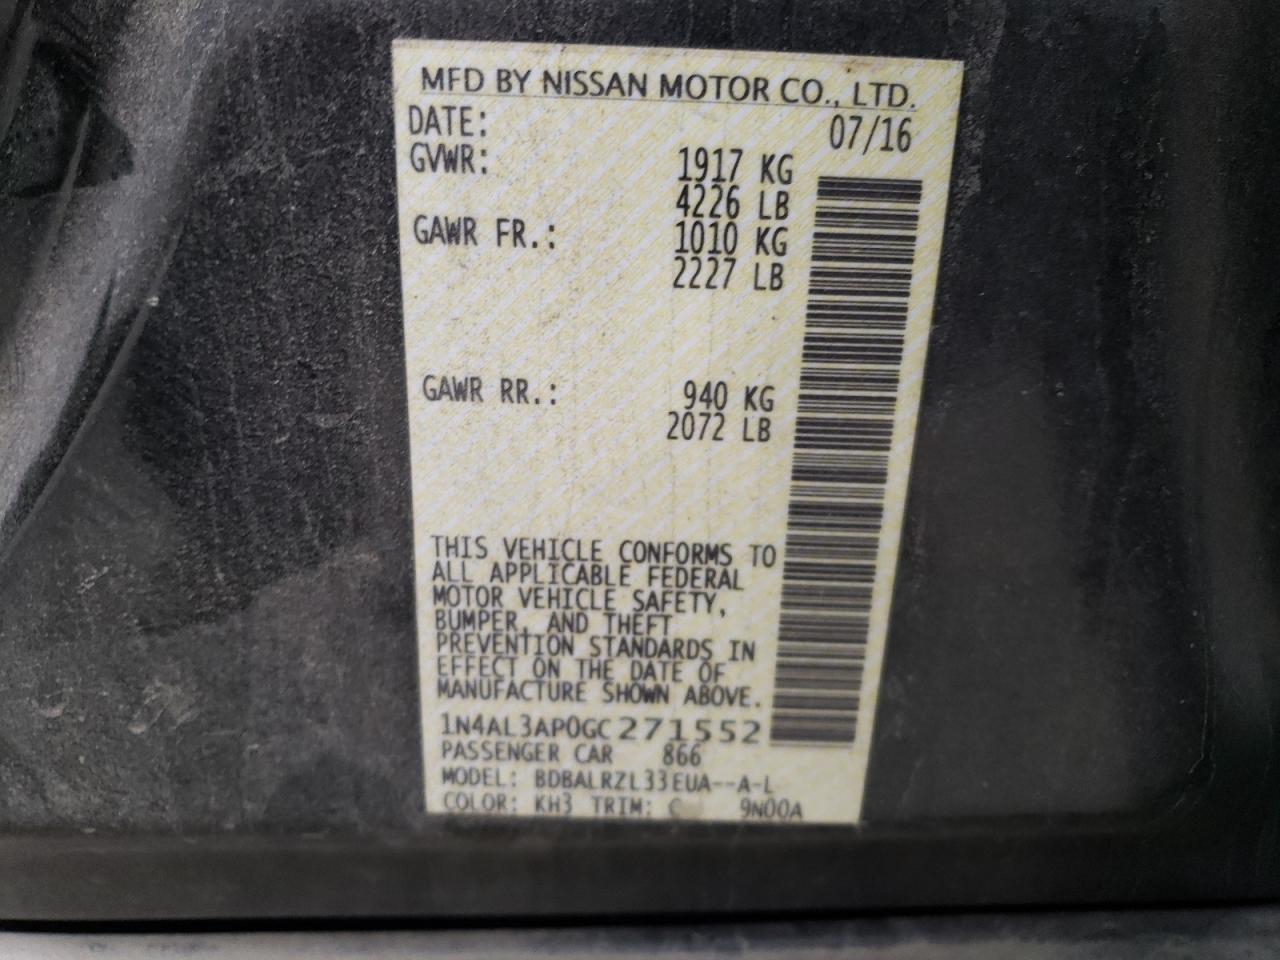 MFD BY NISSAN MOTOR CO., LTD.
DATE: 07/16
GVWR: 1917 KG
4226 LB
GAWR FR.: 1010 KG
2227 LB
GAWR RR.: 940 KG
2072 LB
THIS VEHICLE CONFORMS TO
ALL APPLICABLE FEDERAL
MOTOR VEHICLE SAFETY,
BUMPER, AND THEFT
PREVENTION STANDARDS IN
EFFECT ON THE DATE OF
MANUFACTURE SHOWN ABOVE.
1N4AL3AP0GC271552
PASSENGER CAR 866
MODEL: BDBALRZL33EUA--A-L
COLOR: KH3 TRIM: 9N00A